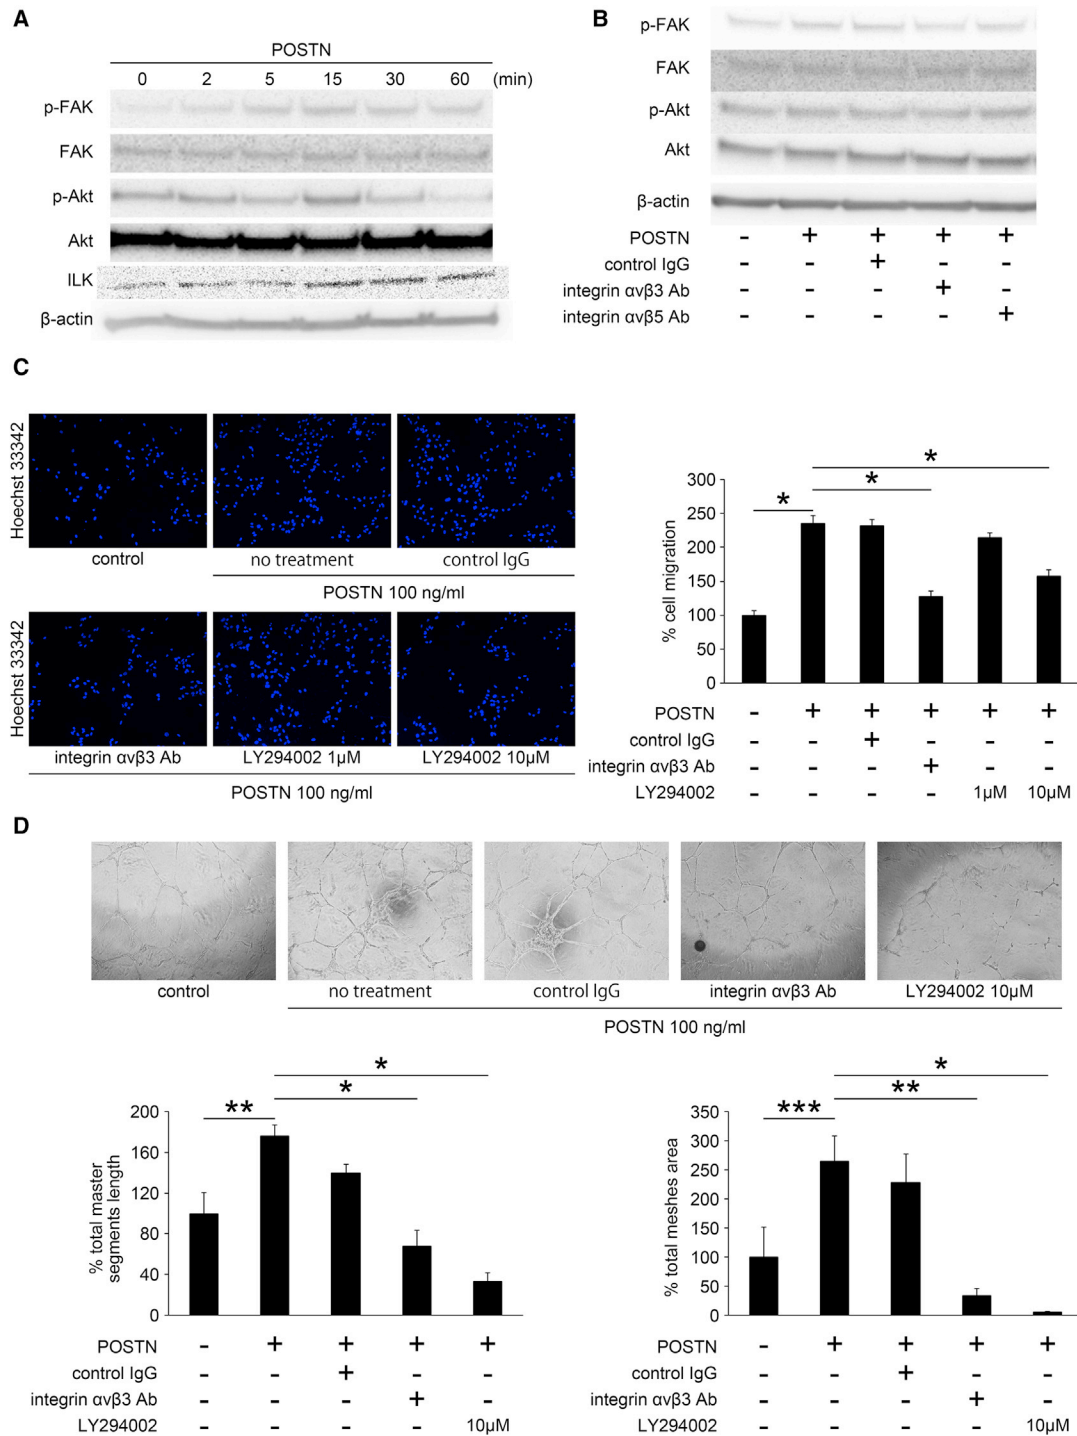 A
POSTN
0 2 5 15 30 60 (min)
p-FAK
FAK
p-Akt
Akt
ILK
β-actin
B
p-FAK
FAK
p-Akt
Akt
β-actin
POSTN - + + + +
control IgG - - + - -
integrin αvβ3 Ab - - - + -
integrin αvβ5 Ab - - - - +
C
Hoechst 33342
control no treatment control IgG
POSTN 100 ng/ml
Hoechst 33342
integrin αvβ3 Ab LY294002 1µM LY294002 10µM
POSTN 100 ng/ml
% cell migration
300
250
200
150
100
50
0
* * *
POSTN - + + + + +
control IgG - - + - - -
integrin αvβ3 Ab - - - + - -
LY294002 - - - - 1µM 10µM
D
control no treatment control IgG integrin αvβ3 Ab LY294002 10µM
POSTN 100 ng/ml
% total master
segments length
200
160
120
80
40
0
** * *
POSTN - + + + +
control IgG - - + - -
integrin αvβ3 Ab - - - + -
LY294002 - - - - 10µM
% total meshes area
350
300
250
200
150
100
50
0
*** ** *
POSTN - + + + +
control IgG - - + - -
integrin αvβ3 Ab - - - + -
LY294002 - - - - 10µM